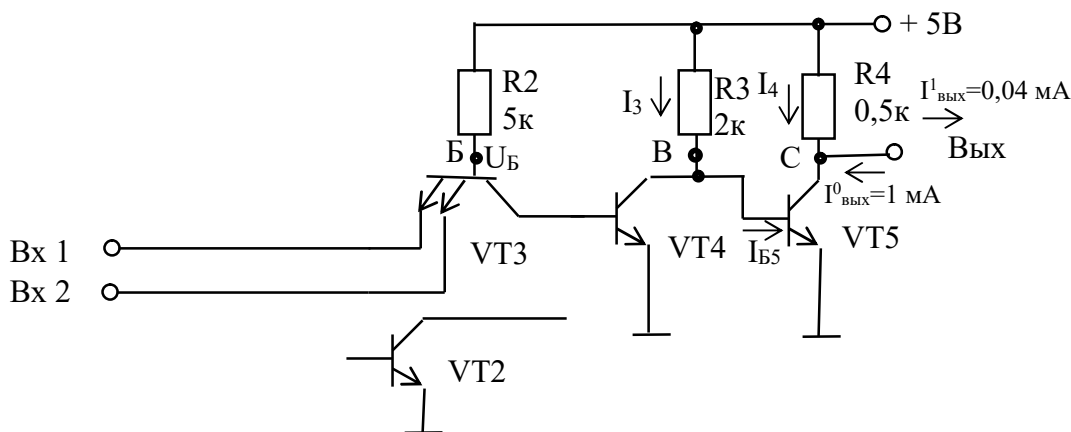 + 5В
R2
5к
I₃
R3
2к
I₄
R4
0,5к
I¹вых=0,04 мА
Вых
Б
UБ
В
С
I⁰вых=1 мА
Вх 1
VT3
VT4
IБ5
VT5
Вх 2
VT2